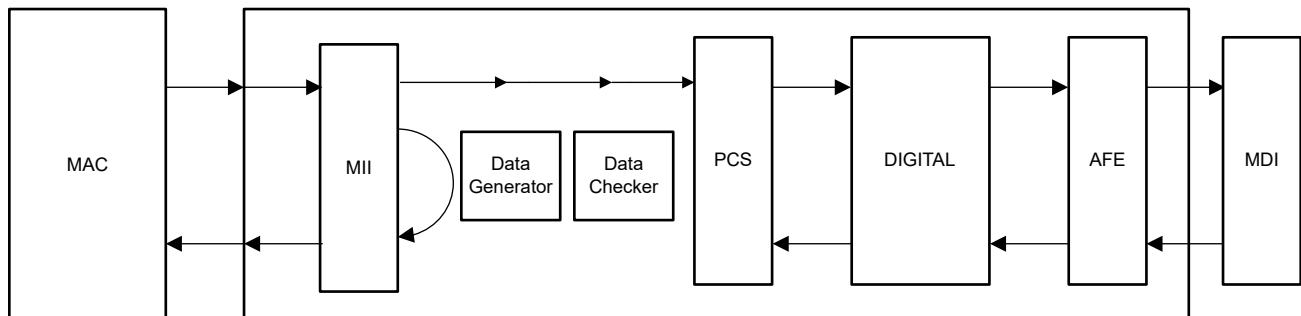 MAC
MII
Data
Generator
Data
Checker
PCS
DIGITAL
AFE
MDI